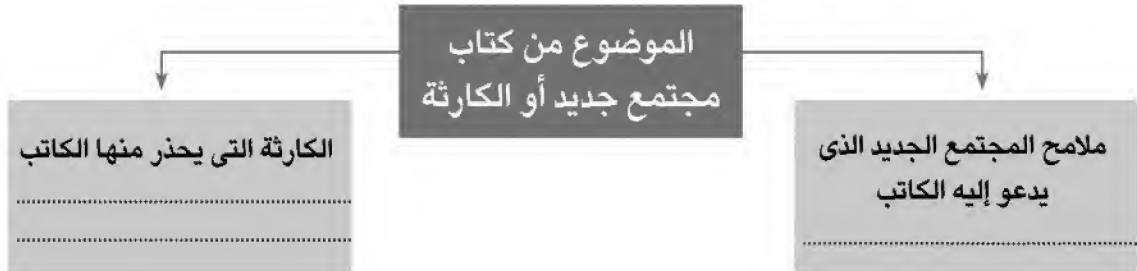 الموضوع من كتاب
مجتمع جديد أو الكارثة
ملامح المجتمع الجديد الذى
يدعو إليه الكاتب
الكارثة التى يحذر منها الكاتب